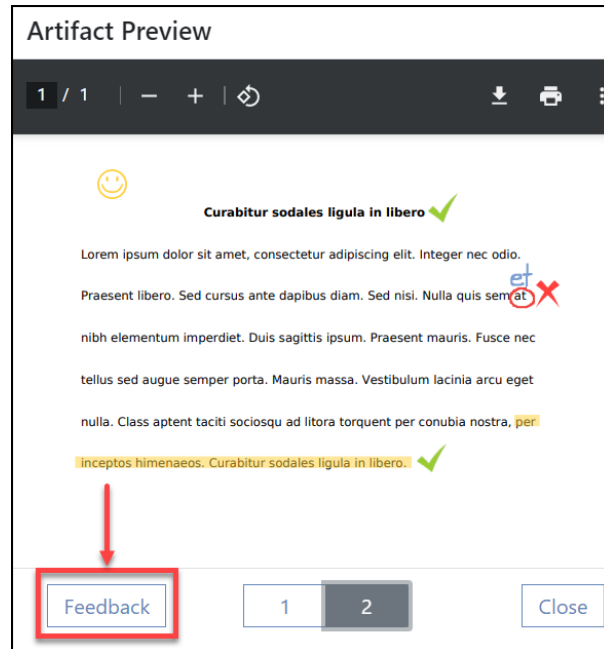 Artifact Preview
1 / 1
Curabitur sodales ligula in libero
Lorem ipsum dolor sit amet, consectetur adipiscing elit. Integer nec odio.
et
Praesent libero. Sed cursus ante dapibus diam. Sed nisi. Nulla quis sem at
nibh elementum imperdiet. Duis sagittis ipsum. Praesent mauris. Fusce nec
tellus sed augue semper porta. Mauris massa. Vestibulum lacinia arcu eget
nulla. Class aptent taciti sociosqu ad litora torquent per conubia nostra, per
inceptos himenaeos. Curabitur sodales ligula in libero.
Feedback 1 2 Close